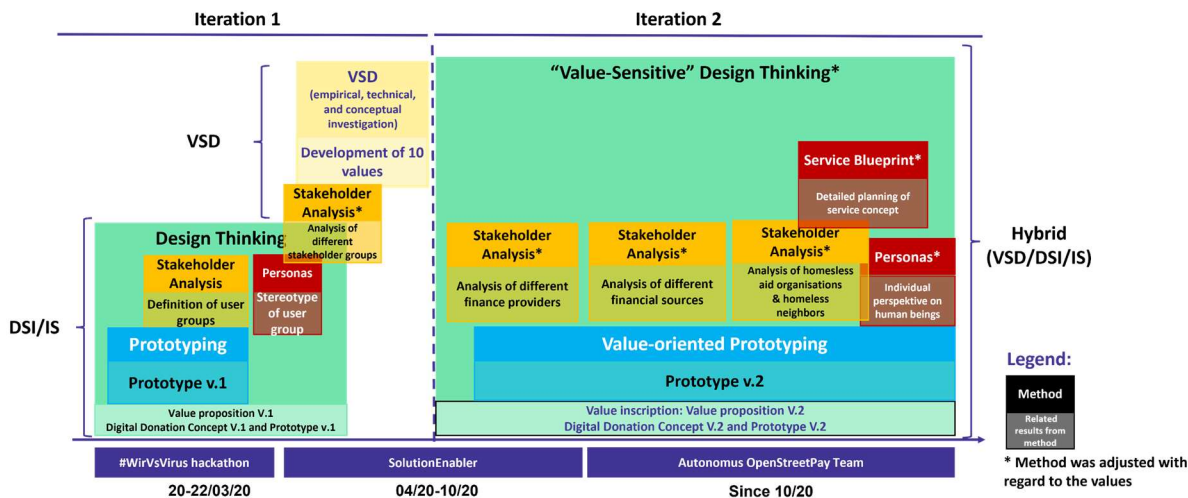 Iteration 1
Iteration 2
VSD
VSD
(empirical, technical,
and conceptual
investigation)
Development of 10
values
Stakeholder
Analysis*
Analysis of
different
stakeholder groups
DSI/IS
Design Thinking
Stakeholder
Analysis
Definition of user
groups
Personas
Stereotype
of user
group
Prototyping
Prototype v.1
Value proposition V.1
Digital Donation Concept V.1 and Prototype v.1
“Value-Sensitive” Design Thinking*
Service Blueprint*
Detailed planning of
service concept
Stakeholder
Analysis*
Analysis of different
finance providers
Stakeholder
Analysis*
Analysis of different
financial sources
Stakeholder
Analysis*
Analysis of homesless
aid organisations
& homeless
neighbors
Personas*
Individual
perspektive on
human beings
Value-oriented Prototyping
Prototype v.2
Value inscription: Value proposition V.2
Digital Donation Concept V.2 and Prototype V.2
Hybrid
(VSD/DSI/IS)
Legend:
Method
Related
results from
method
* Method was adjusted with
regard to the values
#WirVsVirus hackathon
SolutionEnabler
Autonomus OpenStreetPay Team
20-22/03/20
04/20-10/20
Since 10/20